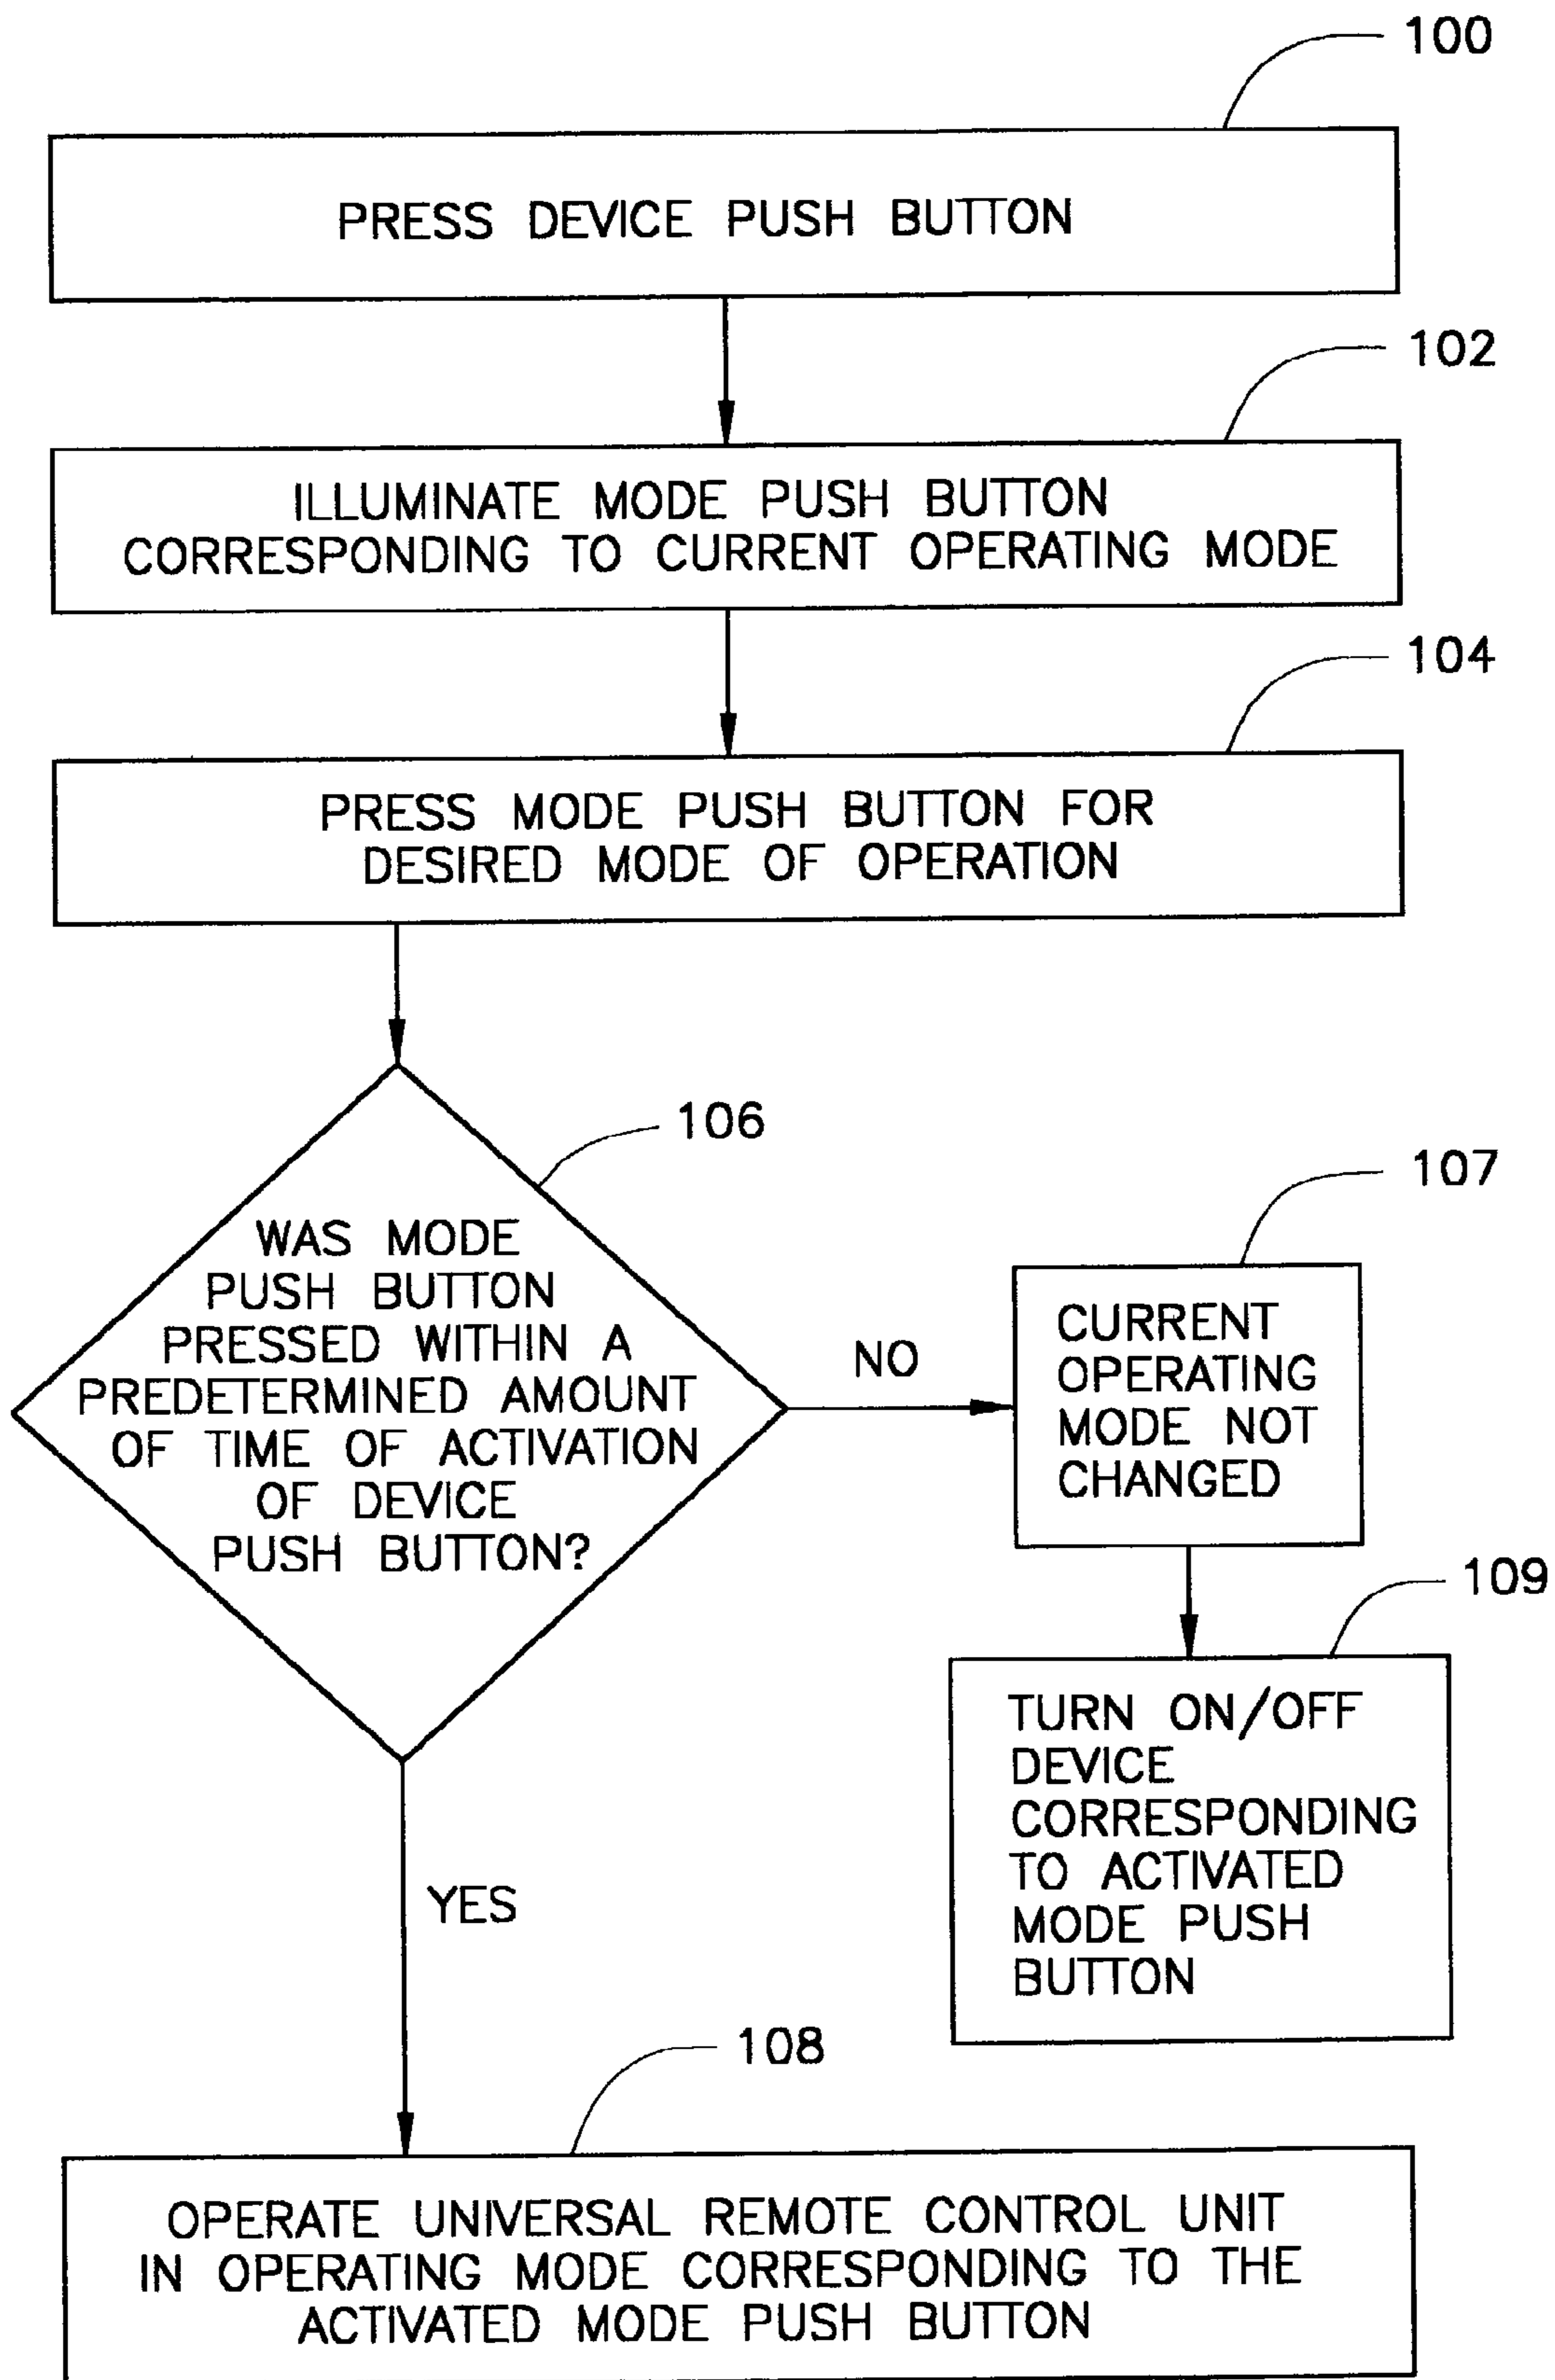 100
PRESS DEVICE PUSH BUTTON
102
ILLUMINATE MODE PUSH BUTTON
CORRESPONDING TO CURRENT OPERATING MODE
104
PRESS MODE PUSH BUTTON FOR
DESIRED MODE OF OPERATION
106
WAS MODE
PUSH BUTTON
PRESSED WITHIN A
PREDETERMINED AMOUNT
OF TIME OF ACTIVATION
OF DEVICE
PUSH BUTTON?
NO
107
CURRENT
OPERATING
MODE NOT
CHANGED
109
TURN ON/OFF
DEVICE
CORRESPONDING
TO ACTIVATED
MODE PUSH
BUTTON
YES
108
OPERATE UNIVERSAL REMOTE CONTROL UNIT
IN OPERATING MODE CORRESPONDING TO THE
ACTIVATED MODE PUSH BUTTON